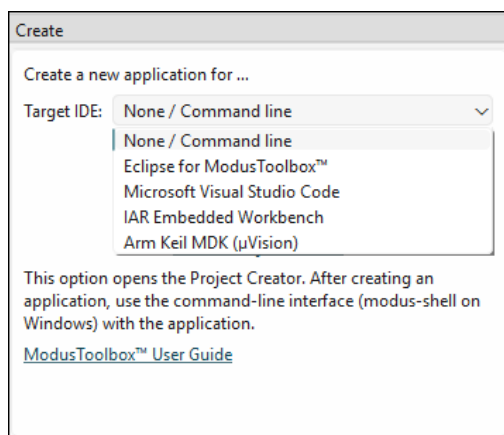 Create
Create a new application for ...
Target IDE: None / Command line
None / Command line
Eclipse for ModusToolbox™
Microsoft Visual Studio Code
IAR Embedded Workbench
Arm Keil MDK (µVision)
This option opens the Project Creator. After creating an
application, use the command-line interface (modus-shell on
Windows) with the application.
ModusToolbox™ User Guide